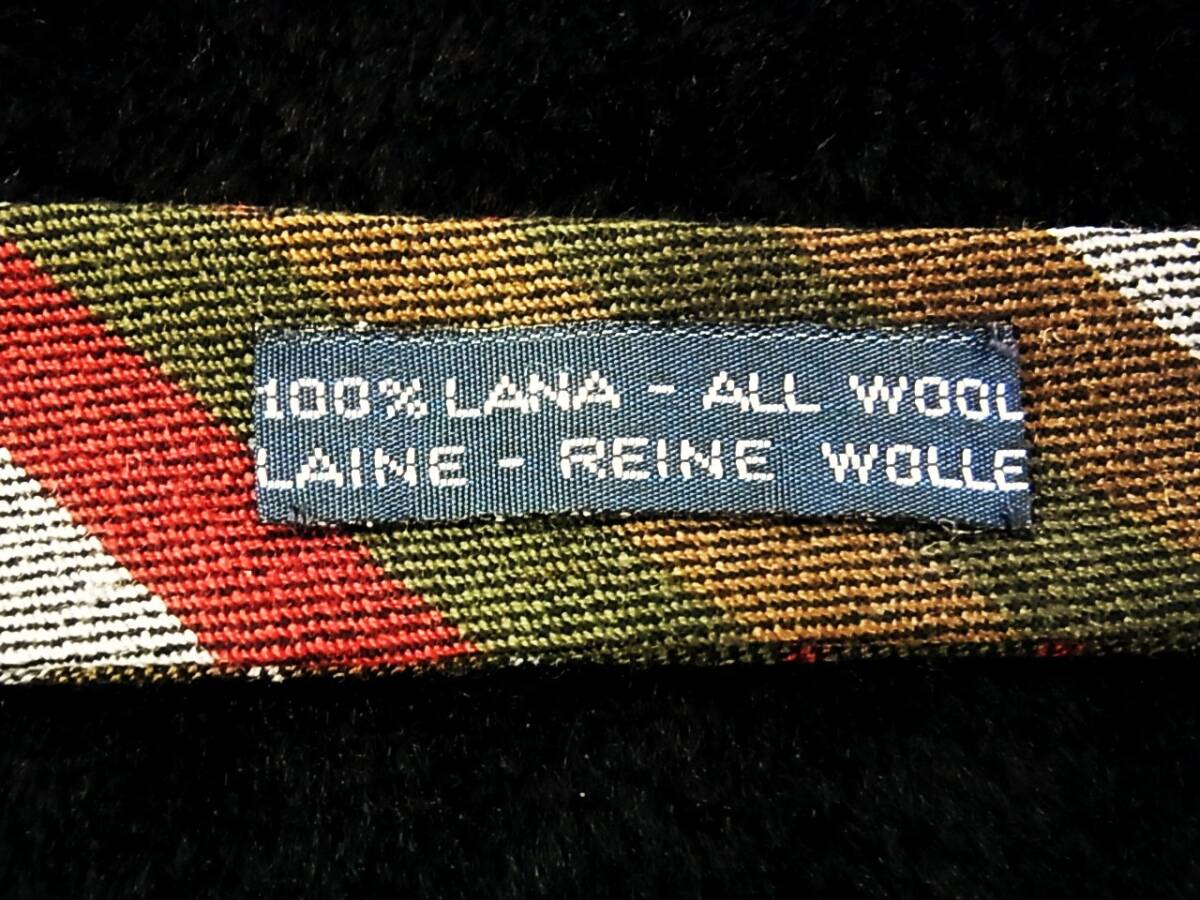 100% LANA - ALL WOOL
LAINE - REINE WOLLE